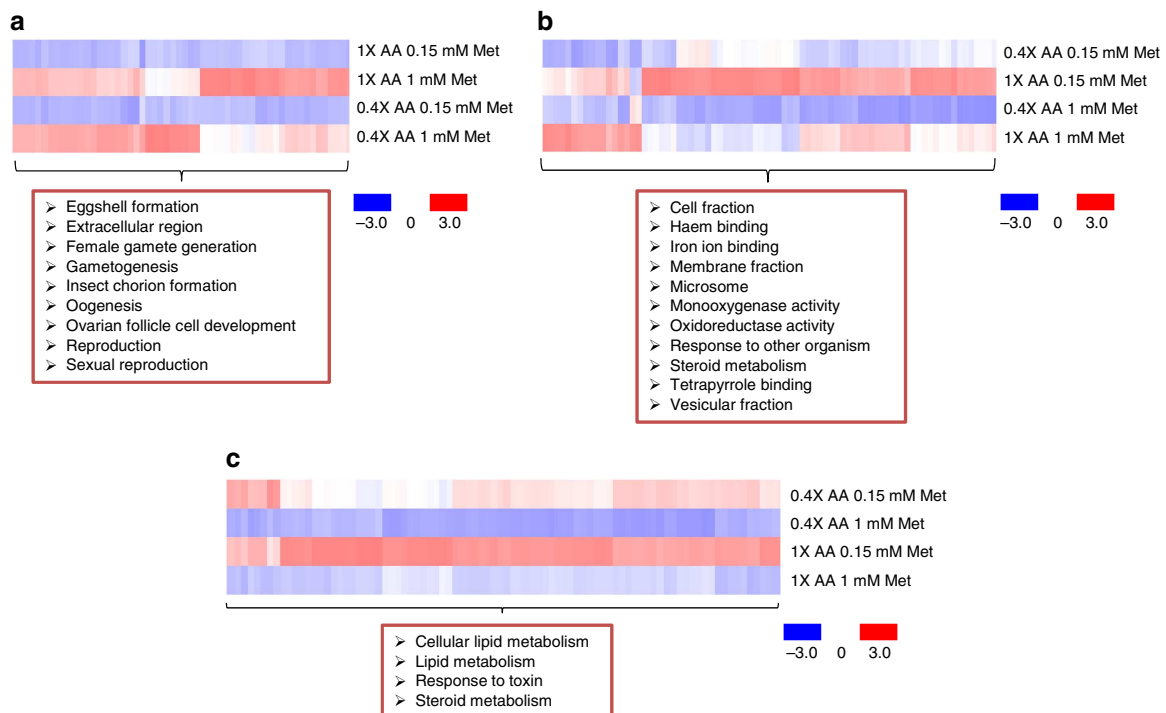 a
1X AA 0.15 mM Met
1X AA 1 mM Met
0.4X AA 0.15 mM Met
0.4X AA 1 mM Met
➢ Eggshell formation
➢ Extracellular region
➢ Female gamete generation
➢ Gametogenesis
➢ Insect chorion formation
➢ Oogenesis
➢ Ovarian follicle cell development
➢ Reproduction
➢ Sexual reproduction
–3.0 0 3.0
b
0.4X AA 0.15 mM Met
1X AA 0.15 mM Met
0.4X AA 1 mM Met
1X AA 1 mM Met
➢ Cell fraction
➢ Haem binding
➢ Iron ion binding
➢ Membrane fraction
➢ Microsome
➢ Monooxygenase activity
➢ Oxidoreductase activity
➢ Response to other organism
➢ Steroid metabolism
➢ Tetrapyrrole binding
➢ Vesicular fraction
–3.0 0 3.0
c
0.4X AA 0.15 mM Met
0.4X AA 1 mM Met
1X AA 0.15 mM Met
1X AA 1 mM Met
➢ Cellular lipid metabolism
➢ Lipid metabolism
➢ Response to toxin
➢ Steroid metabolism
–3.0 0 3.0